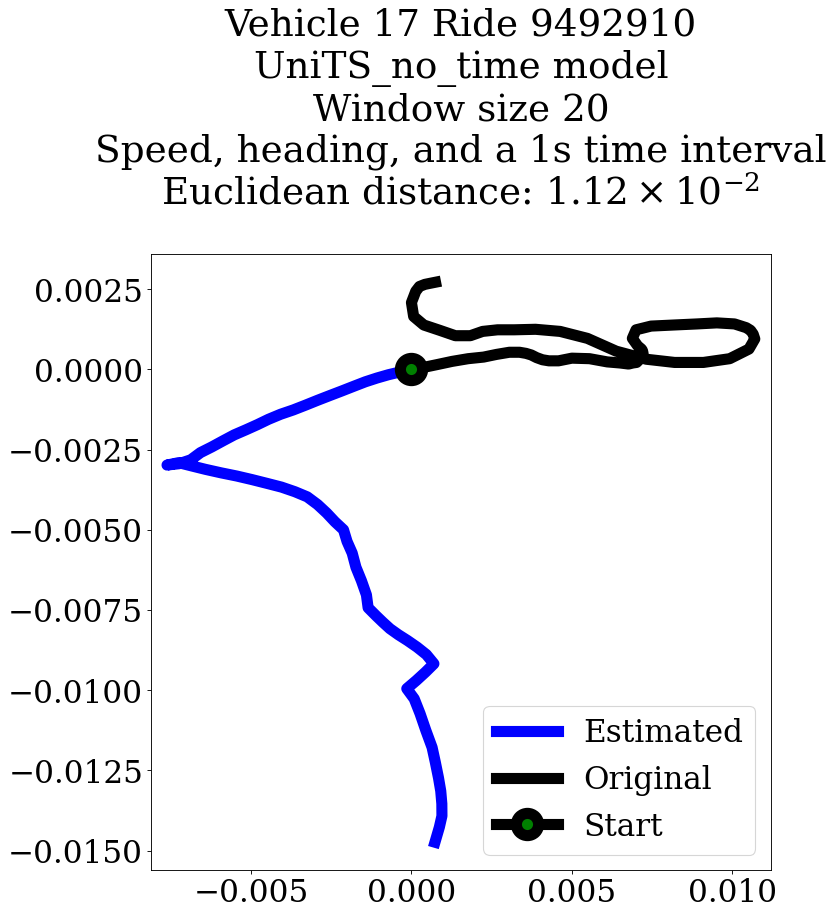 Vehicle 17 Ride 9492910
UniTS_no_time model
Window size 20
Speed, heading, and a 1s time interval
Euclidean distance: 1.12 × 10⁻²
0.0025
0.0000
−0.0025
−0.0050
−0.0075
−0.0100
−0.0125
−0.0150
Estimated
Original
Start
−0.005 0.000 0.005 0.010